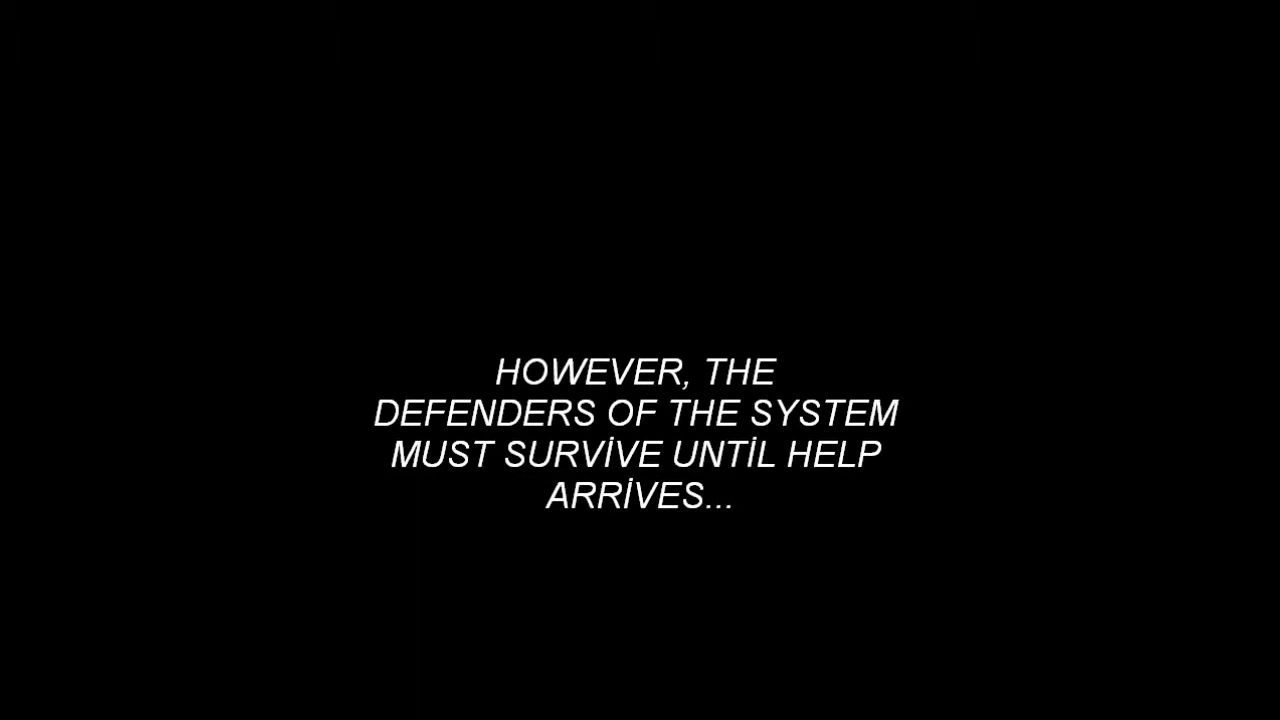 HOWEVER, THE
DEFENDERS OF THE SYSTEM
MUST SURVİVE UNTİL HELP
ARRİVES...